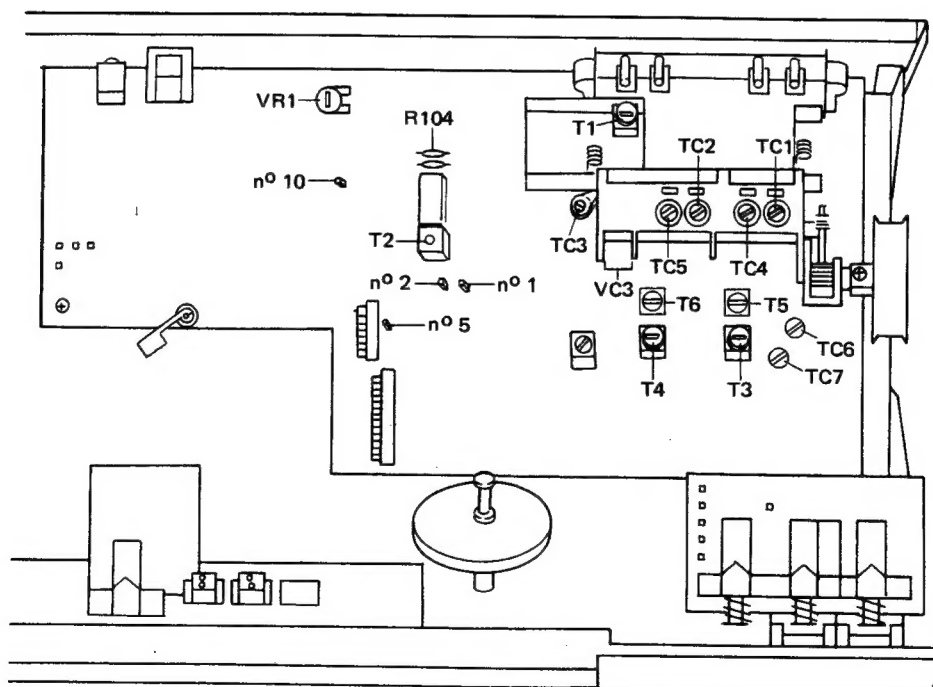 VR1
R104
T1
TC2
TC1
nº 10
T2
TC3
TC5
TC4
nº 2
nº 1
VC3
T6
T5
nº 5
TC6
TC7
T4
T3